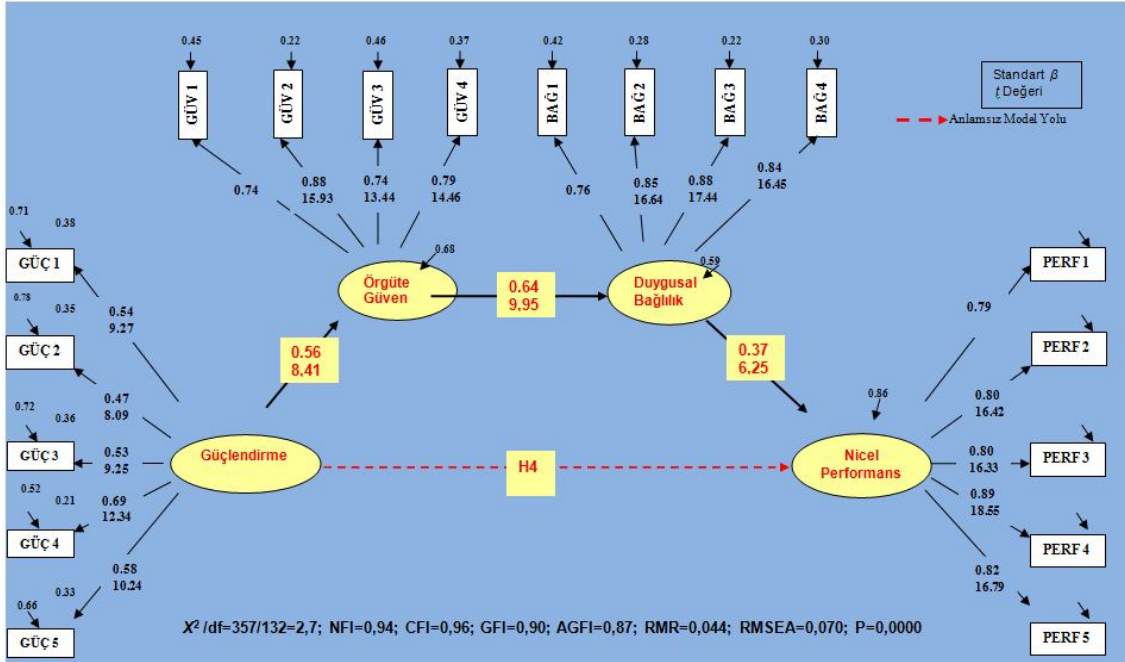 0.45
0.22
0.46
0.37
0.42
0.28
0.22
0.30
GÜV 1
GÜV 2
GÜV 3
GÜV 4
BAĞ 1
BAĞ 2
BAĞ 3
BAĞ 4
Standart β
t Değeri
Anlamsız Model Yolu
0.74
0.88
15.93
0.74
13.44
0.79
14.46
0.76
0.85
16.64
0.88
17.44
0.84
16.45
0.71
0.38
GÜÇ 1
0.78
0.35
GÜÇ 2
0.72
0.36
GÜÇ 3
0.52
0.21
GÜÇ 4
0.66
0.33
GÜÇ 5
0.54
9.27
0.47
8.09
0.53
9.25
0.69
12.34
0.58
10.24
0.68
Örgüte
Güven
0.64
9,95
0.59
Duygusal
Bağlılık
0.56
8,41
0.37
6,25
Güçlendirme
H4
0.86
Nicel
Performans
0.79
0.80
16.42
0.80
16.33
0.89
18.55
0.82
16.79
PERF 1
PERF 2
PERF 3
PERF 4
PERF 5
X² /df=357/132=2,7; NFI=0,94; CFI=0,96; GFI=0,90; AGFI=0,87; RMR=0,044; RMSEA=0,070; P=0,0000